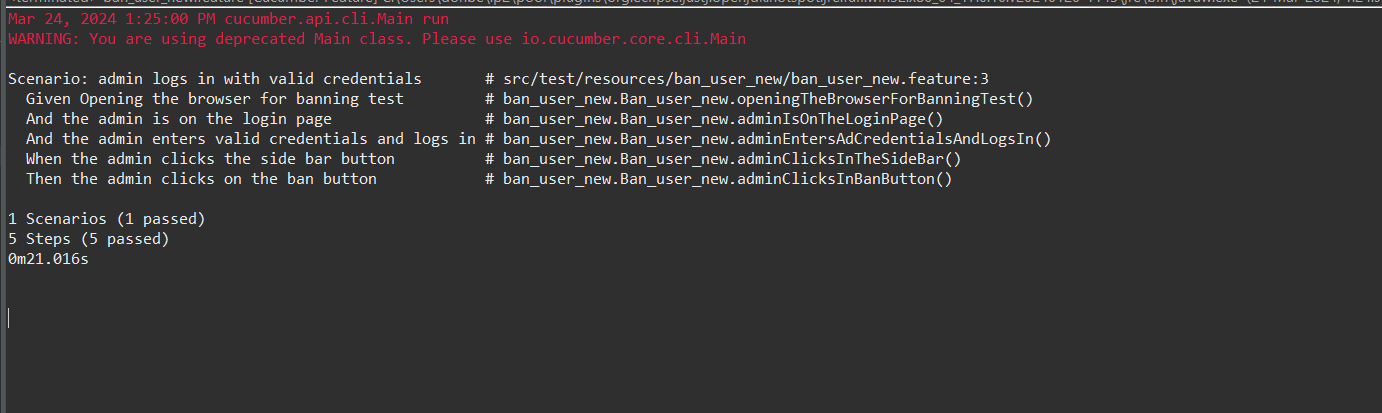 Mar 24, 2024 1:25:00 PM cucumber.api.cli.Main run
WARNING: You are using deprecated Main class. Please use io.cucumber.core.cli.Main
Scenario: admin logs in with valid credentials # src/test/resources/ban_user_new/ban_user_new.feature:3
Given Opening the browser for banning test # ban_user_new.Ban_user_new.openingTheBrowserForBanningTest()
And the admin is on the login page # ban_user_new.Ban_user_new.adminIsOnTheLoginPage()
And the admin enters valid credentials and logs in # ban_user_new.Ban_user_new.adminEntersAdCredentialsAndLogsIn()
When the admin clicks the side bar button # ban_user_new.Ban_user_new.adminClicksInTheSideBar()
Then the admin clicks on the ban button # ban_user_new.Ban_user_new.adminClicksInBanButton()
1 Scenarios (1 passed)
5 Steps (5 passed)
0m21.016s